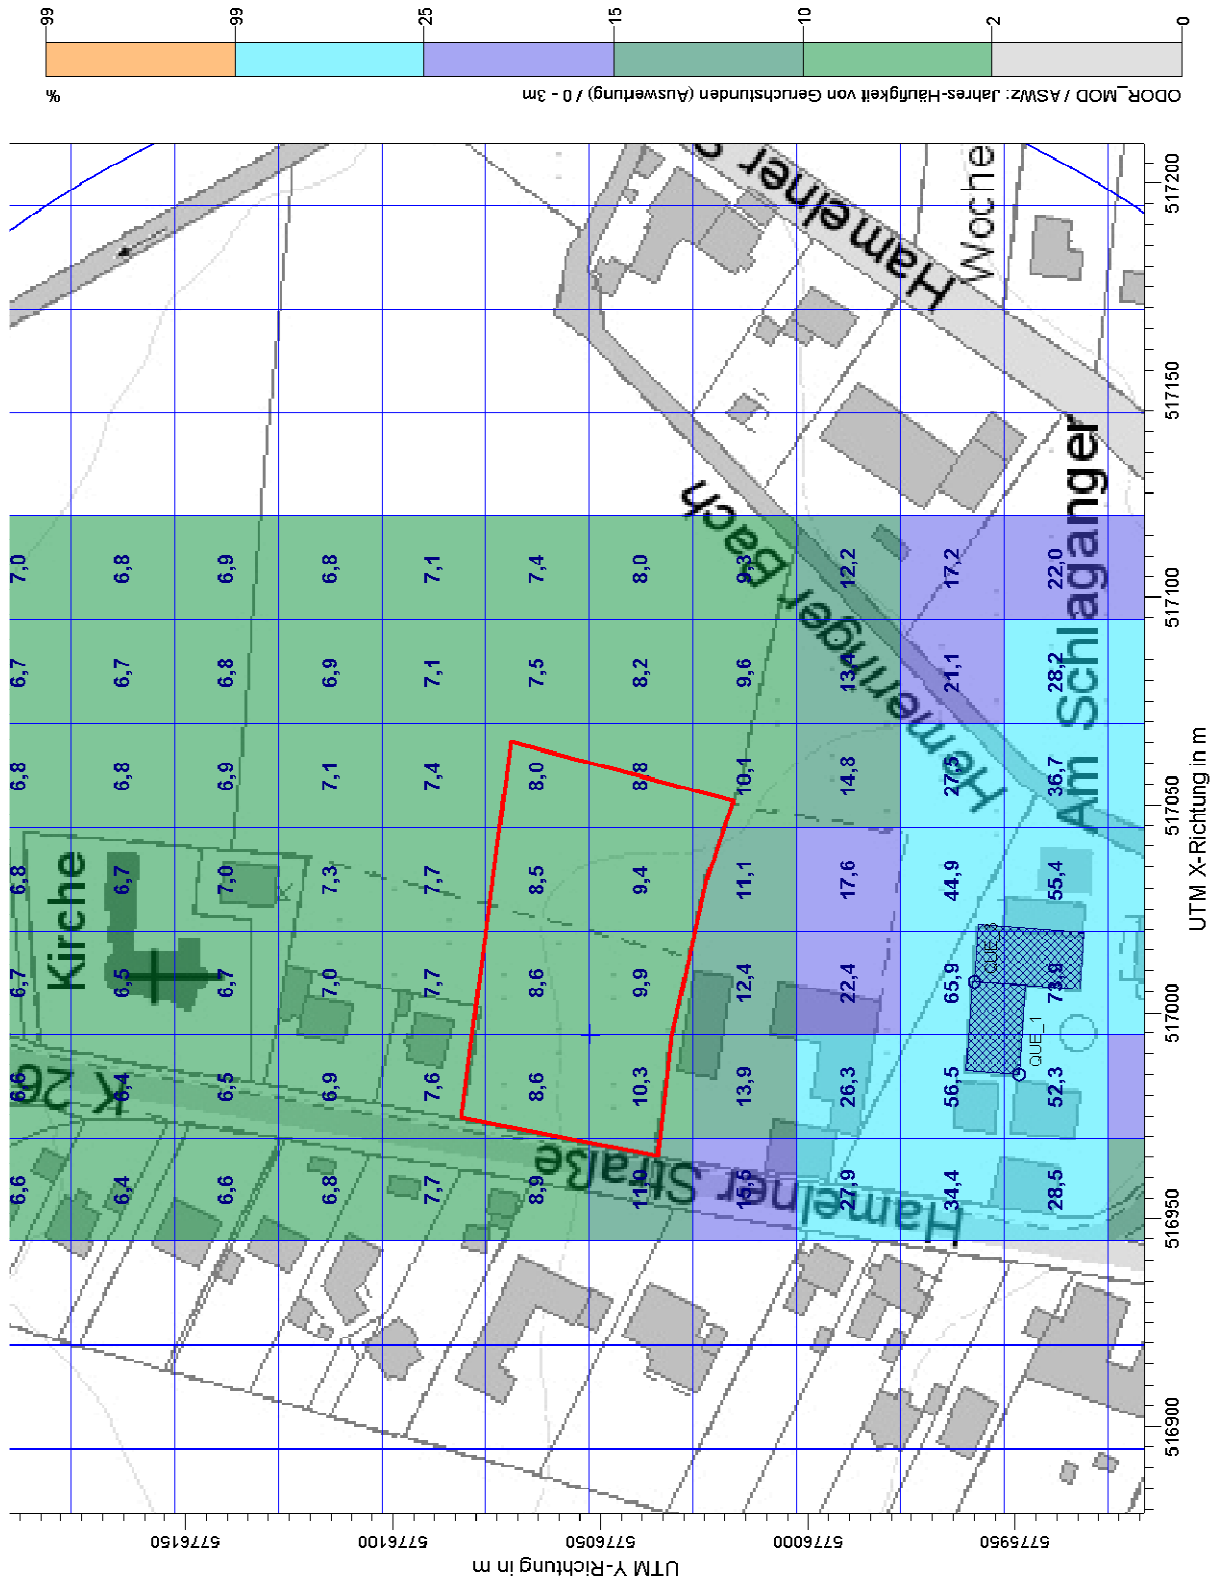 6,6 6,6 6,7 6,8 6,8 6,7 7,0
K 26
Kirche
6,4 6,4 6,5 6,7 6,8 6,7 6,8
6,6 6,5 6,7 7,0 6,9 6,8 6,9
6,8 6,9 7,0 7,3 7,1 6,9 6,8
7,7 7,6 7,7 7,7 7,4 7,1 7,1
8,9 8,6 8,6 8,5 8,0 7,5 7,4
11,0 10,3 9,9 9,4 8,8 8,2 8,0
15,5 13,9 12,4 11,1 10,1 9,6 9,3
27,9 26,3 22,4 17,6 14,8 13,4 12,2
34,4 56,5 65,9 44,9 27,5 21,1 17,2
28,5 52,3 73,9 55,4 36,7 28,2 22,0
Hamelner Straße
Hemeringer Bach
Hamelner S
Woche
Am Schlaganger
QUE_3
QUE_1
516900 516950 517000 517050 517100 517150 517200
UTM X-Richtung in m
5775950 5776000 5776050 5776100 5776150
UTM Y-Richtung in m
ODOR_MOD / ASWz: Jahres-Häufigkeit von Geruchstunden (Auswertung) / 0 - 3m
%
0 2 10 15 25 99 99